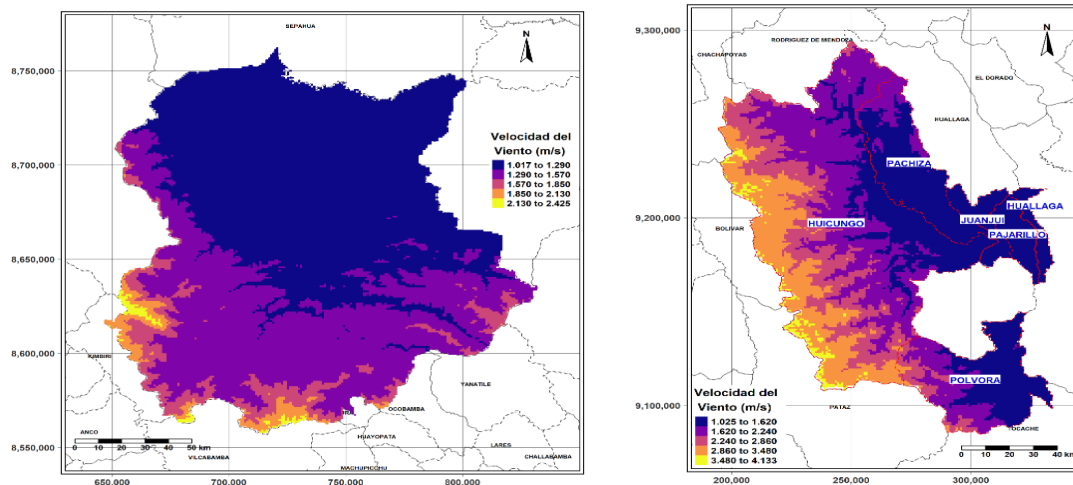 SEPAHUA
N
8,750,000
8,700,000
8,650,000
8,600,000
8,550,000
Velocidad del
Viento (m/s)
1.017 to 1.290
1.290 to 1.570
1.570 to 1.850
1.850 to 2.130
2.130 to 2.425
KIMBIRI
YANATILE
OCOBAMBA
ANCO
HUAYOPATA
LARES
VILCABAMBA
CHALLABAMBA
MACHUPICCHU
0 10 20 30 40 50 km
650,000
700,000
750,000
800,000
9,300,000
9,200,000
9,100,000
RODRIGUEZ DE MENDOZA
N
CHACHAPOYAS
EL DORADO
HUALLAGA
PACHIZA
HUALLAGA
JUANJUI
HUICUNGO
PAJARILLO
BOLIVAR
POLVORA
PATAZ
Velocidad del
Viento (m/s)
1.025 to 1.620
1.620 to 2.240
2.240 to 2.860
2.860 to 3.480
3.480 to 4.133
0 10 20 30 40 km
200,000
250,000
300,000